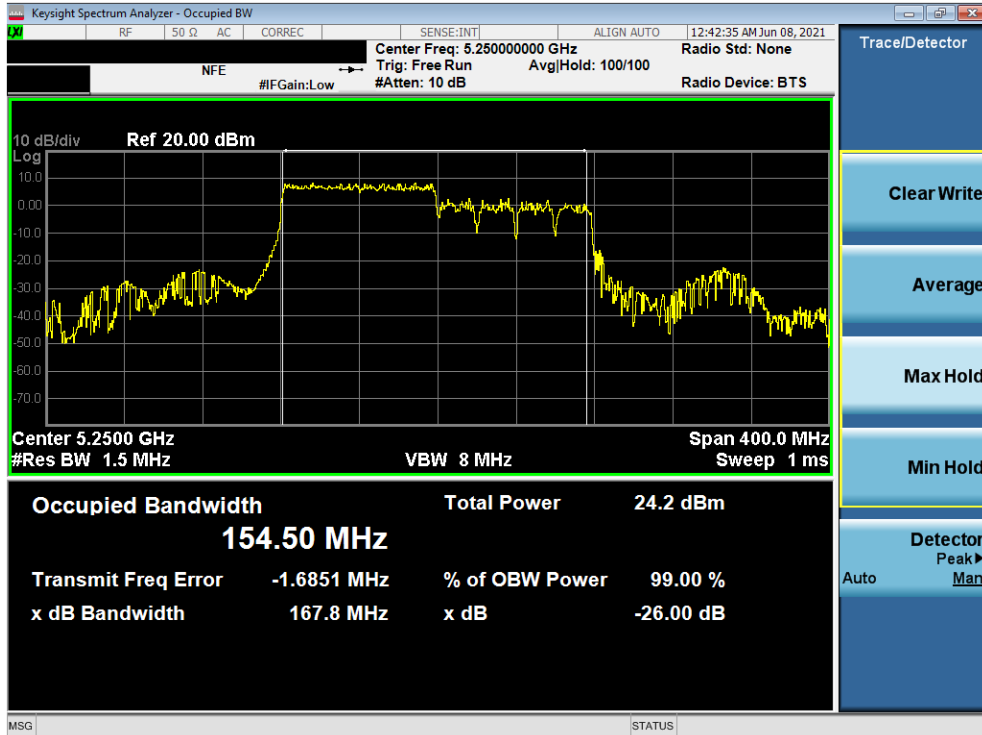 Keysight Spectrum Analyzer - Occupied BW
LXI RF 50 Ω AC CORREC SENSE:INT ALIGN AUTO 12:42:35 AM Jun 08, 2021
Center Freq: 5.250000000 GHz Radio Std: None
NFE Trig: Free Run Avg|Hold: 100/100
#IFGain:Low #Atten: 10 dB Radio Device: BTS
Trace/Detector
10 dB/div Ref 20.00 dBm
Log
10.0
0.00
-10.0
-20.0
-30.0
-40.0
-50.0
-60.0
-70.0
Center 5.2500 GHz Span 400.0 MHz
#Res BW 1.5 MHz VBW 8 MHz Sweep 1 ms
Clear Write
Average
Max Hold
Min Hold
Detector
Peak
Auto Man
Occupied Bandwidth Total Power 24.2 dBm
154.50 MHz
Transmit Freq Error -1.6851 MHz % of OBW Power 99.00 %
x dB Bandwidth 167.8 MHz x dB -26.00 dB
MSG STATUS